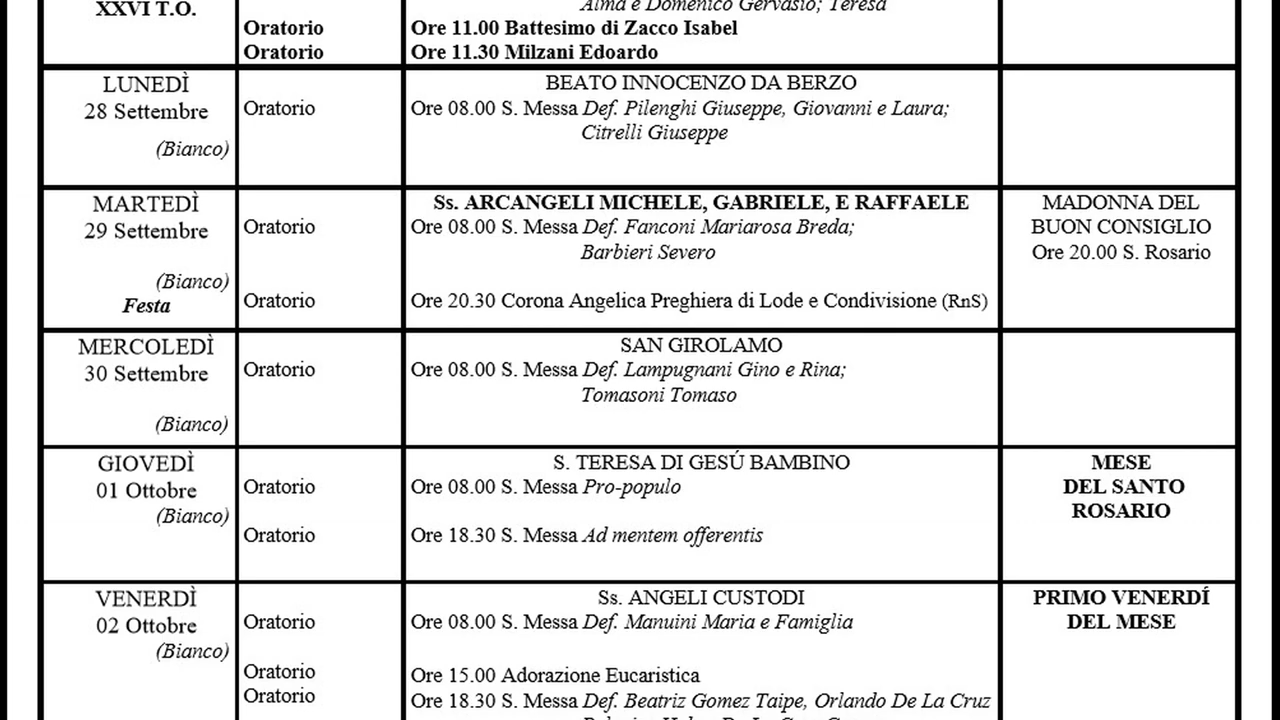 XXVI T.O.
Alma e Domenico Gervasio; Teresa
Oratorio Ore 11.00 Battesimo di Zacco Isabel
Oratorio Ore 11.30 Milzani Edoardo
LUNEDÌ
28 Settembre
(Bianco)
Oratorio
BEATO INNOCENZO DA BERZO
Ore 08.00 S. Messa Def. Pilenghi Giuseppe, Giovanni e Laura;
Citrelli Giuseppe
MARTEDÌ
29 Settembre
(Bianco)
Festa
Oratorio
Oratorio
Ss. ARCANGELI MICHELE, GABRIELE, E RAFFAELE
Ore 08.00 S. Messa Def. Fanconi Mariarosa Breda;
Barbieri Severo
Ore 20.30 Corona Angelica Preghiera di Lode e Condivisione (RnS)
MADONNA DEL
BUON CONSIGLIO
Ore 20.00 S. Rosario
MERCOLEDÌ
30 Settembre
(Bianco)
Oratorio
SAN GIROLAMO
Ore 08.00 S. Messa Def. Lampugnani Gino e Rina;
Tomasoni Tomaso
GIOVEDÌ
01 Ottobre
(Bianco)
Oratorio
Oratorio
S. TERESA DI GESÚ BAMBINO
Ore 08.00 S. Messa Pro-populo
Ore 18.30 S. Messa Ad mentem offerentis
MESE
DEL SANTO
ROSARIO
VENERDÌ
02 Ottobre
(Bianco)
Oratorio
Oratorio
Oratorio
Ss. ANGELI CUSTODI
Ore 08.00 S. Messa Def. Manuini Maria e Famiglia
Ore 15.00 Adorazione Eucaristica
Ore 18.30 S. Messa Def. Beatriz Gomez Taipe, Orlando De La Cruz
PRIMO VENERDÍ
DEL MESE